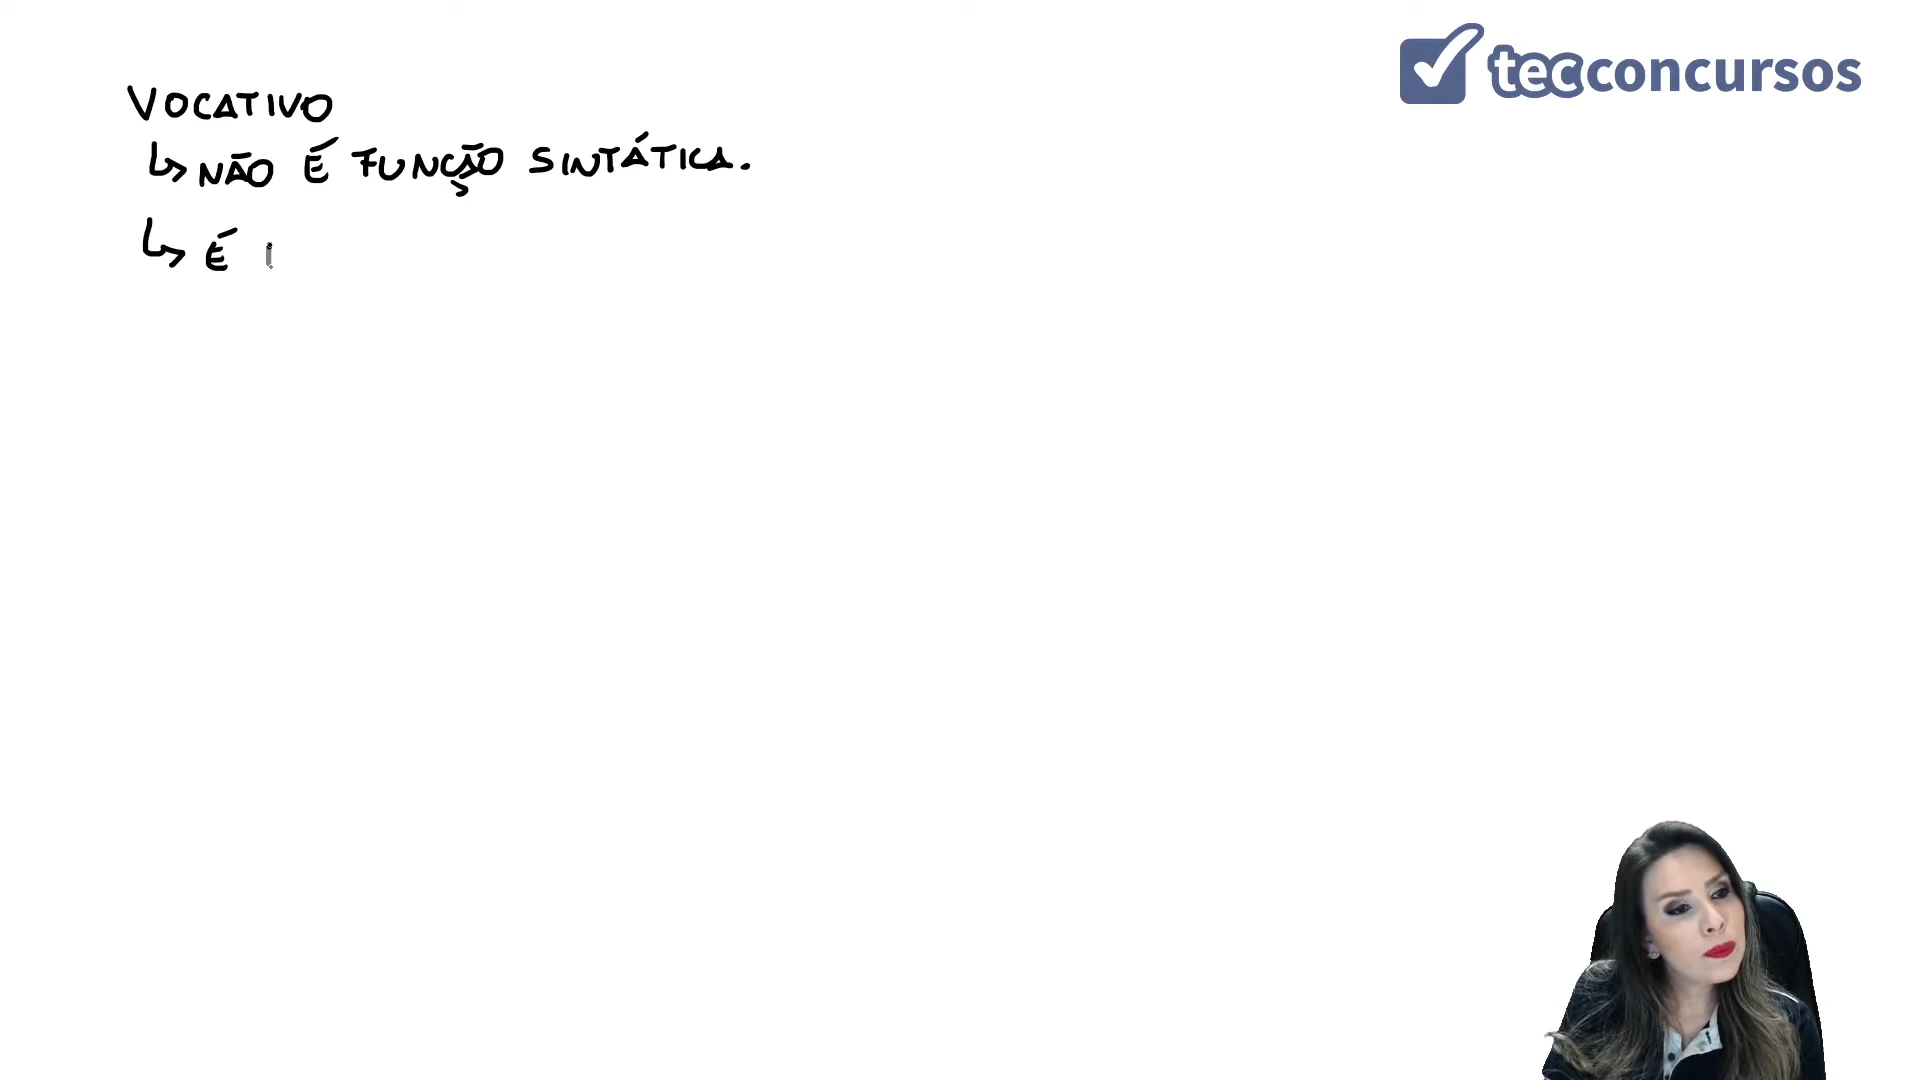 tecconcursos
VOCATIVO
↳ NÃO É FUNÇÃO SINTÁTICA.
↳ É I